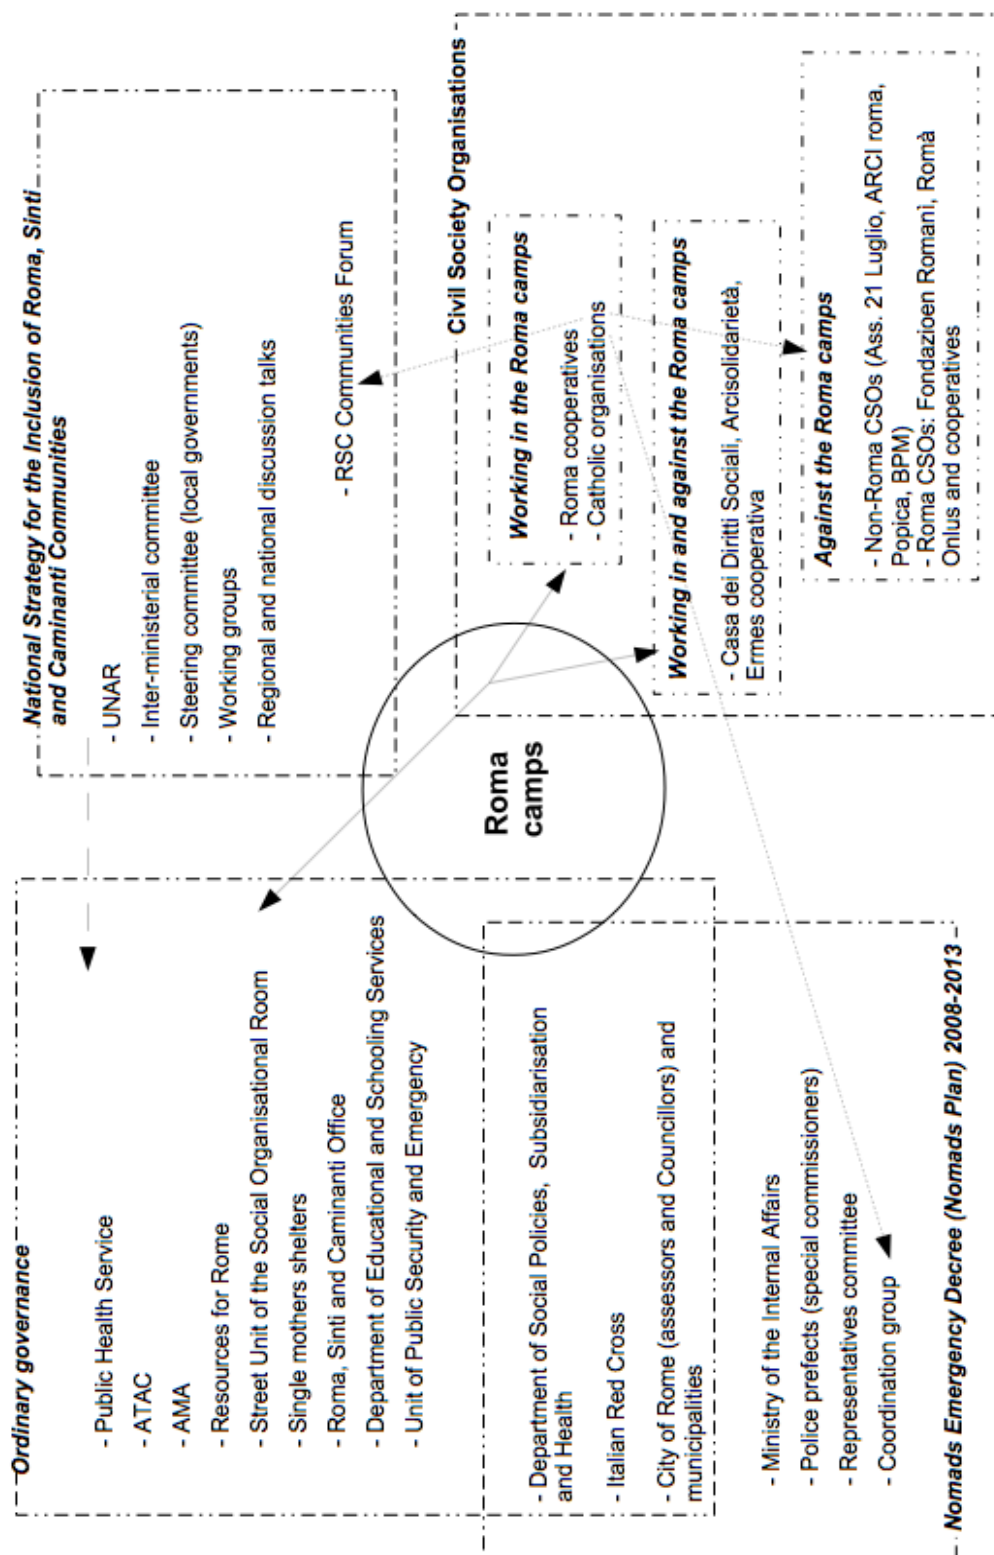 Ordinary governance
- Public Health Service
- ATAC
- AMA
- Resources for Rome
- Street Unit of the Social Organisational Room
- Single mothers shelters
- Roma, Sinti and Caminanti Office
- Department of Educational and Schooling Services
- Unit of Public Security and Emergency
- Department of Social Policies, Subsidiarisation
and Health
- Italian Red Cross
- City of Rome (assessors and Councillors) and
municipalities
- Ministry of the Internal Affairs
- Police prefects (special commissioners)
- Representatives committee
- Coordination group
Nomads Emergency Decree (Nomads Plan) 2008-2013
Roma
camps
National Strategy for the Inclusion of Roma, Sinti
and Caminanti Communities
- UNAR
- Inter-ministerial committee
- Steering committee (local governments)
- Working groups
- Regional and national discussion talks
- RSC Communities Forum
Civil Society Organisations
Working in the Roma camps
- Roma cooperatives
- Catholic organisations
Working in and against the Roma camps
- Casa dei Diritti Sociali, Arcisolidarietà,
Ermes cooperativa
Against the Roma camps
- Non-Roma CSOs (Ass. 21 Luglio, ARCI roma,
Popica, BPM)
- Roma CSOs: Fondazioen Romanì, Romà
Onlus and cooperatives